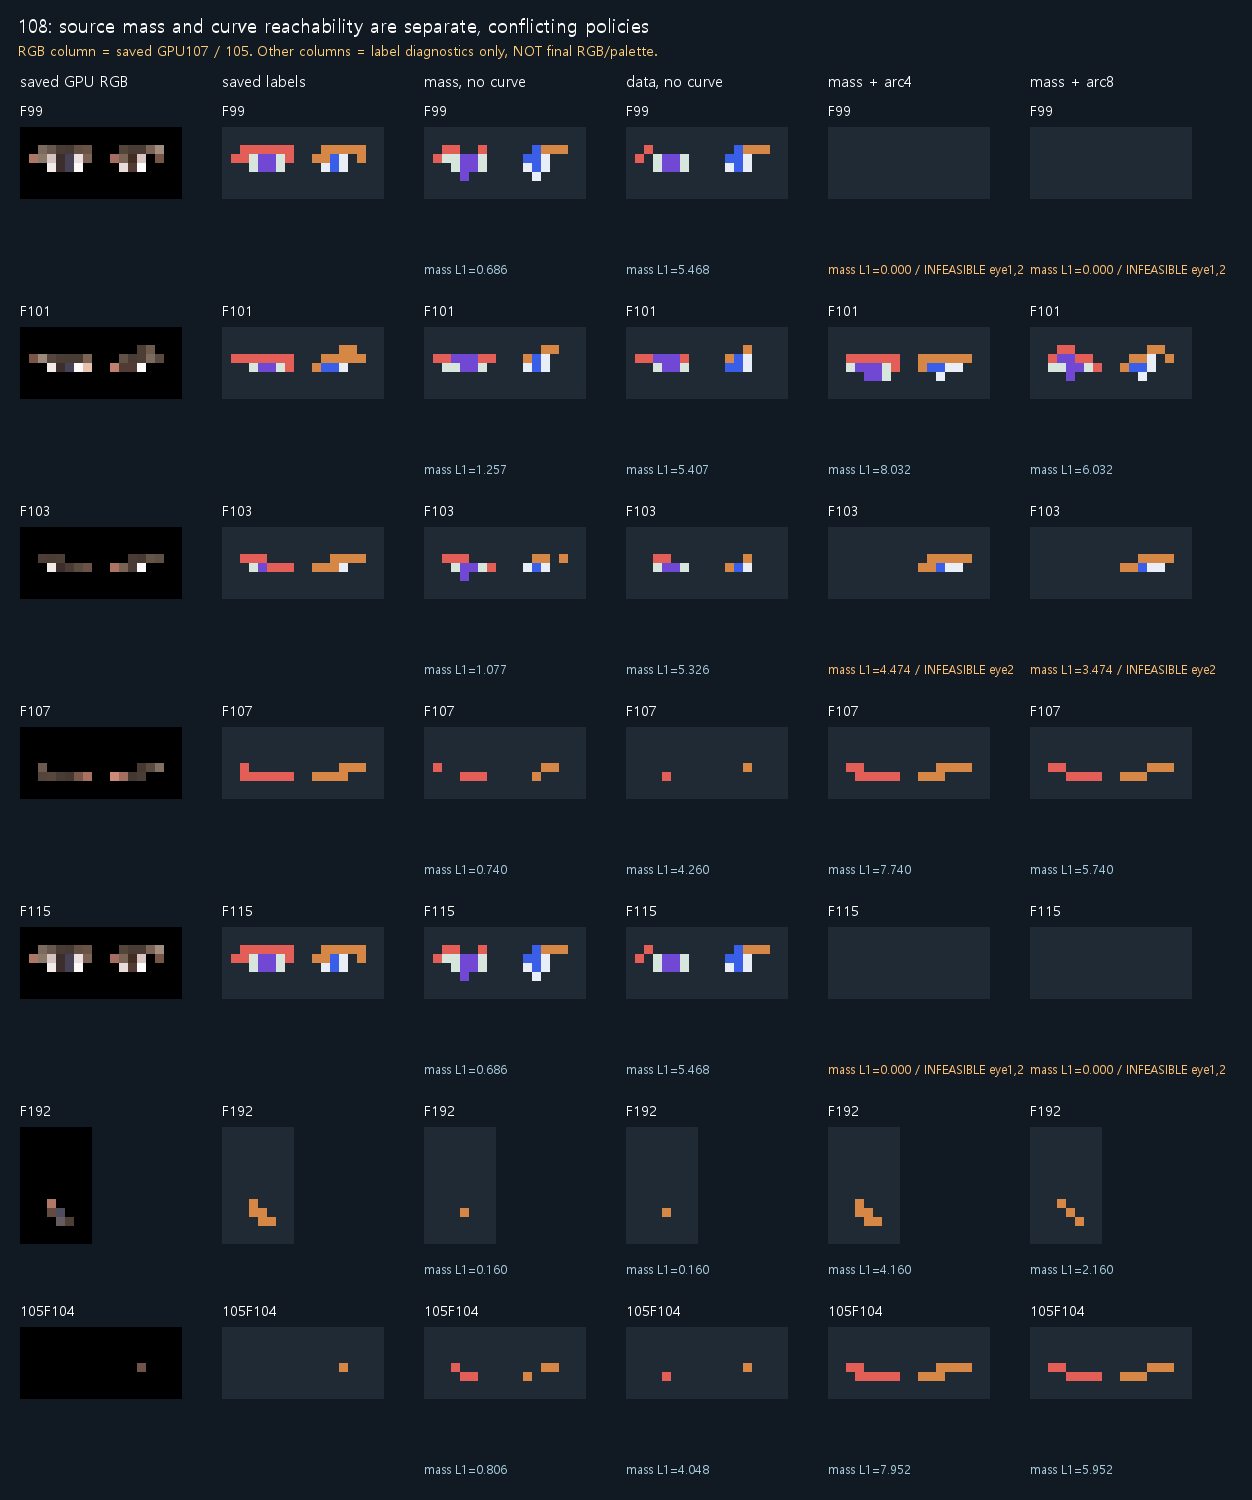 108: source mass and curve reachability are separate, conflicting policies
RGB column = saved GPU107 / 105. Other columns = label diagnostics only, NOT final RGB/palette.
saved GPU RGB saved labels mass, no curve data, no curve mass + arc4 mass + arc8
F99 F99 F99 F99 F99 F99
mass L1=0.686 mass L1=5.468 mass L1=0.000 / INFEASIBLE eye1,2 mass L1=0.000 / INFEASIBLE eye1,2
F101 F101 F101 F101 F101 F101
mass L1=1.257 mass L1=5.407 mass L1=8.032 mass L1=6.032
F103 F103 F103 F103 F103 F103
mass L1=1.077 mass L1=5.326 mass L1=4.474 / INFEASIBLE eye2 mass L1=3.474 / INFEASIBLE eye2
F107 F107 F107 F107 F107 F107
mass L1=0.740 mass L1=4.260 mass L1=7.740 mass L1=5.740
F115 F115 F115 F115 F115 F115
mass L1=0.686 mass L1=5.468 mass L1=0.000 / INFEASIBLE eye1,2 mass L1=0.000 / INFEASIBLE eye1,2
F192 F192 F192 F192 F192 F192
mass L1=0.160 mass L1=0.160 mass L1=4.160 mass L1=2.160
105F104 105F104 105F104 105F104 105F104 105F104
mass L1=0.806 mass L1=4.048 mass L1=7.952 mass L1=5.952